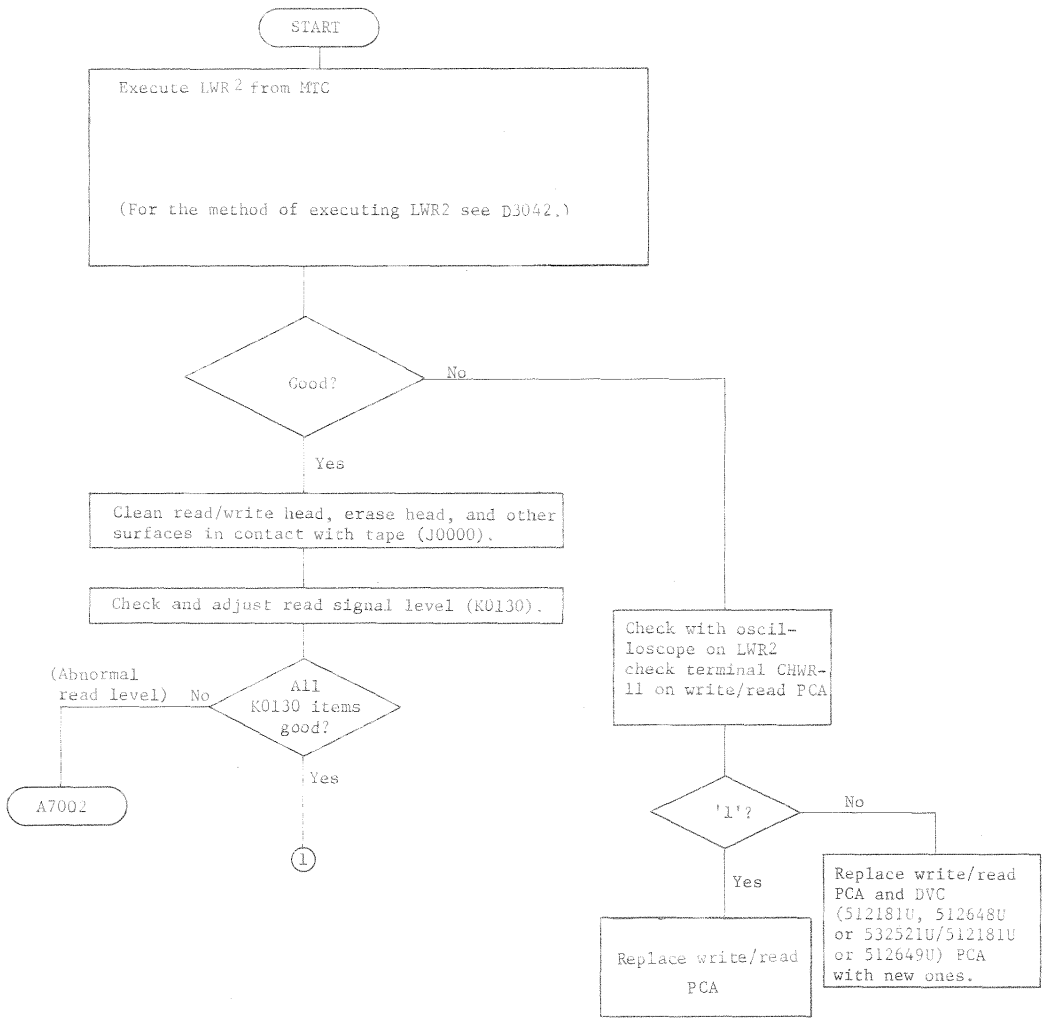 START
Execute LWR2 from MTC
(For the method of executing LWR2 see D3042.)
Good?
No
Yes
Clean read/write head, erase head, and other
surfaces in contact with tape (J0000).
Check and adjust read signal level (K0130).
(Abnormal
read level) No
All
K0130 items
good?
Yes
A7002
1
Check with oscil-
loscope on LWR2
check terminal CHWR-
11 on write/read PCA
'1'?
No
Yes
Replace write/read
PCA
Replace write/read
PCA and DVC
(512181U, 512648U
or 532521U/512181U
or 512649U) PCA
with new ones.